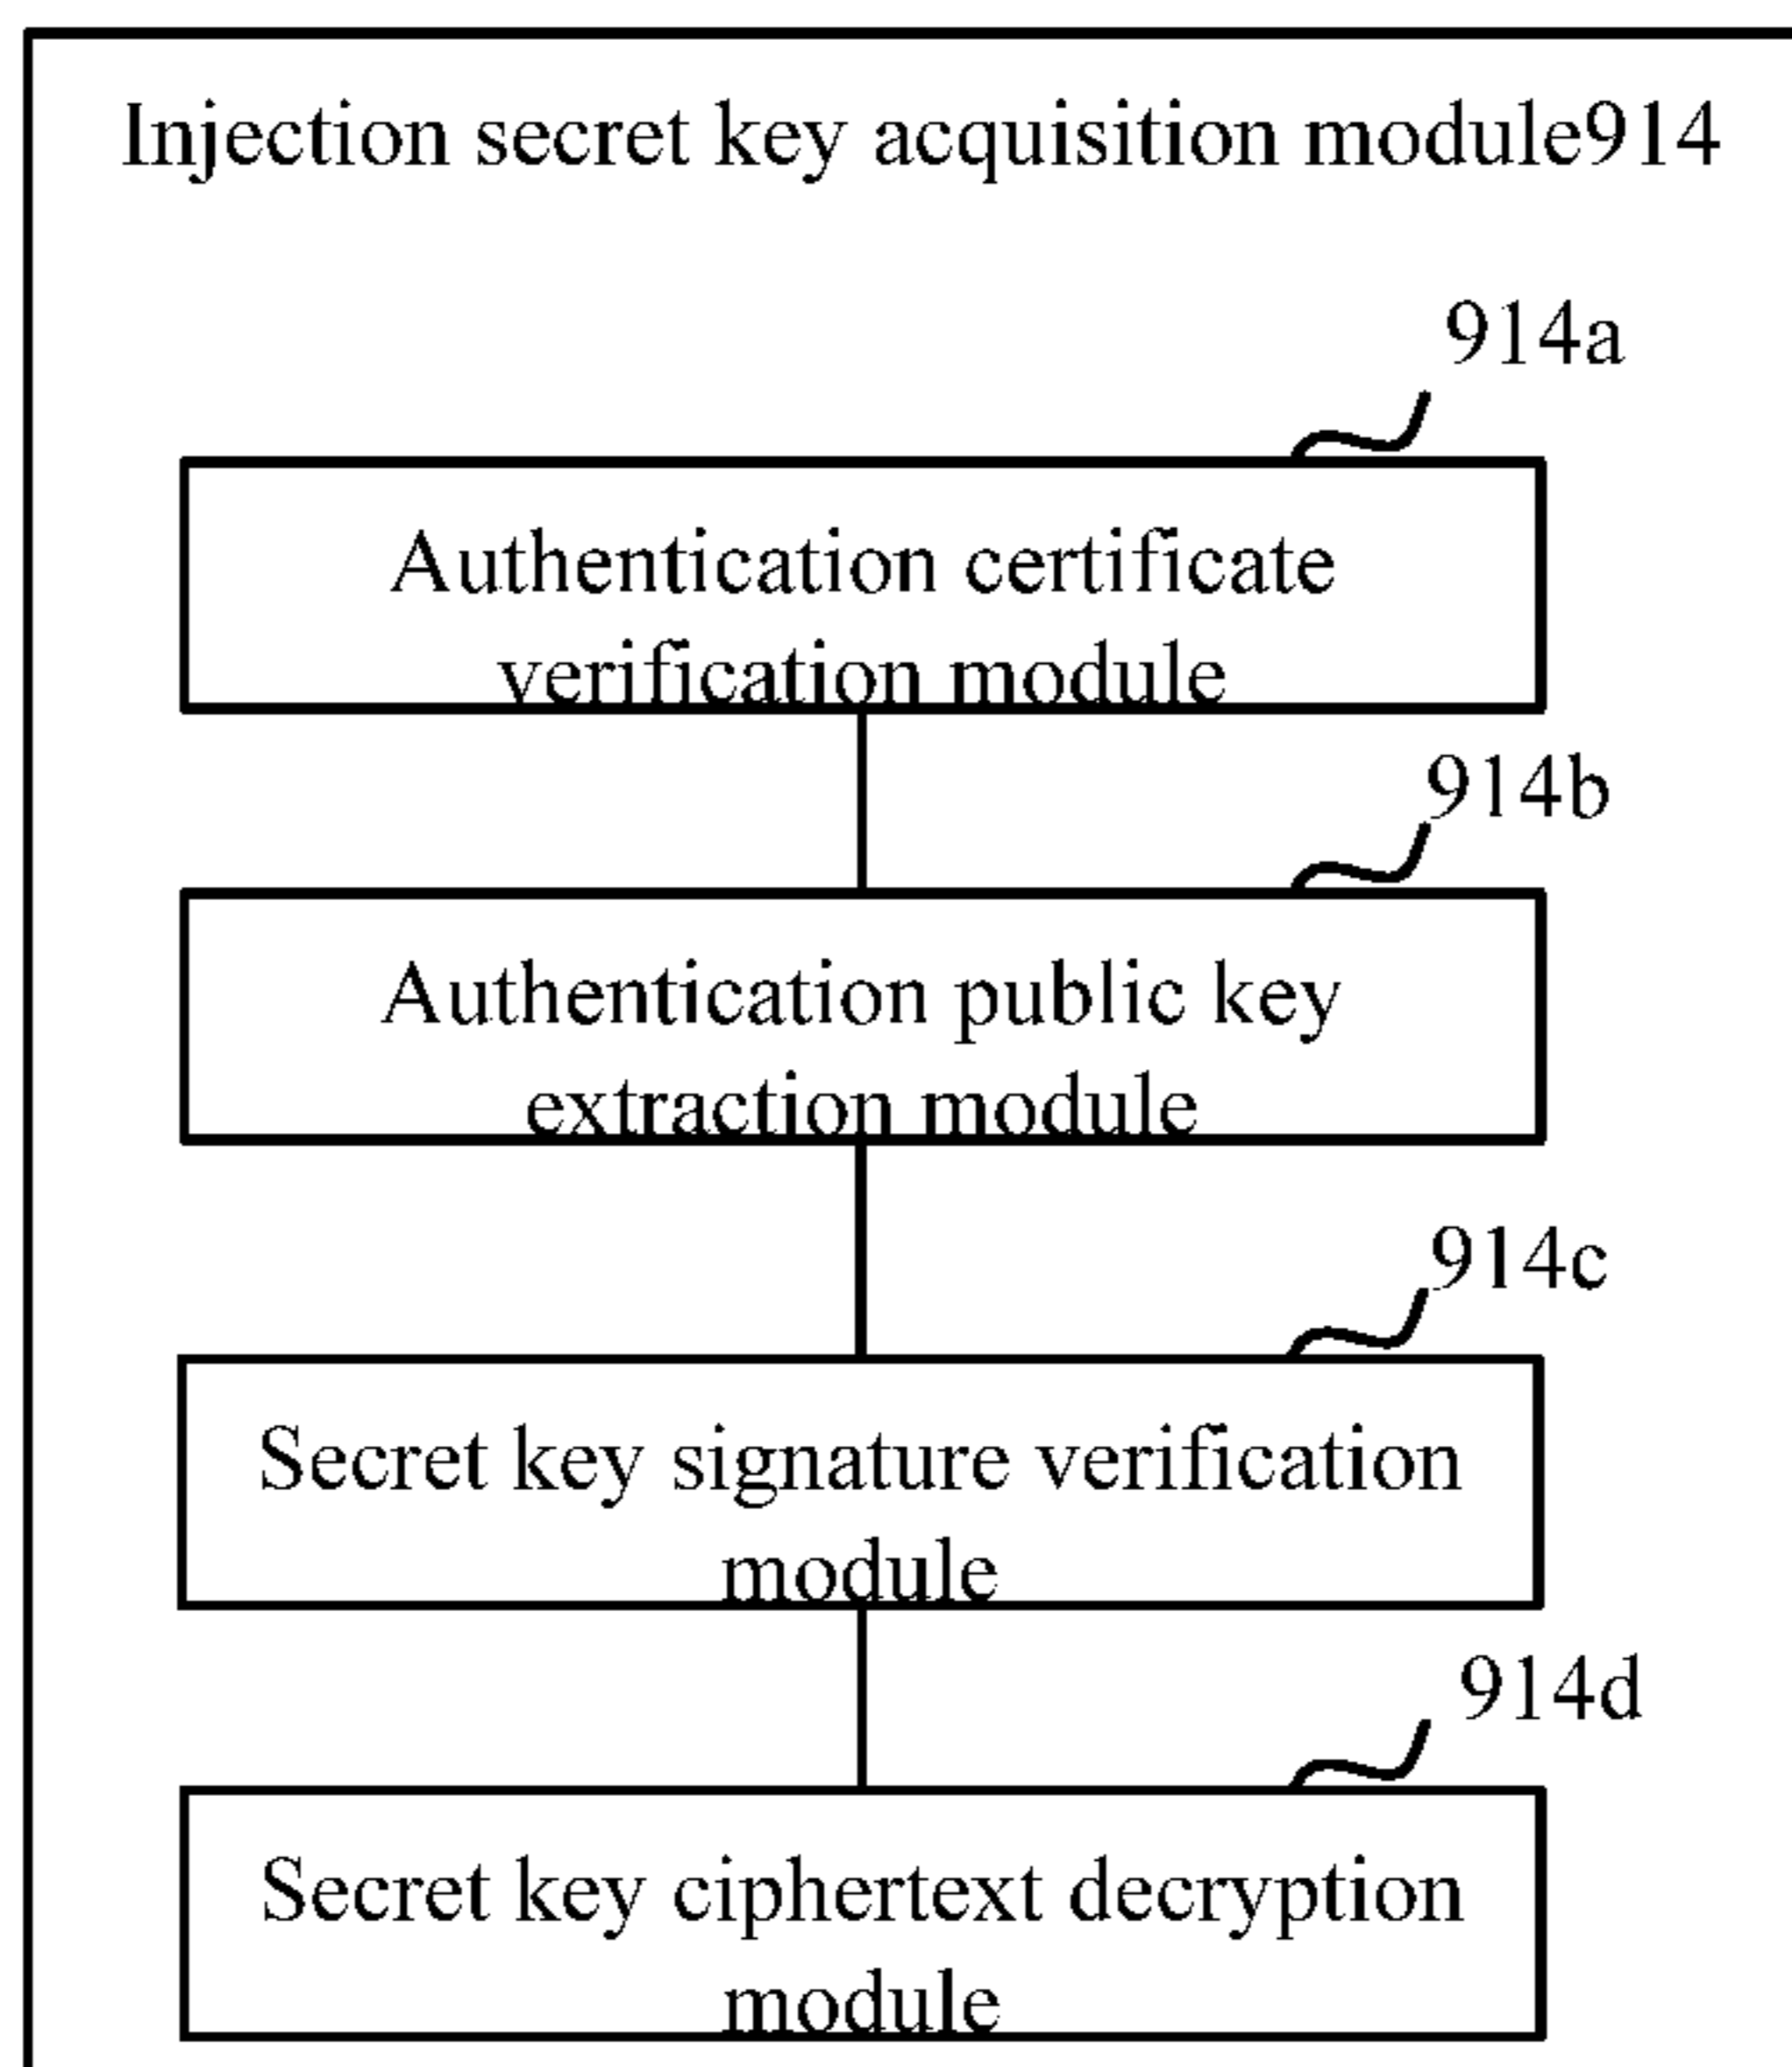 Injection secret key acquisition module914
914a
Authentication certificate
verification module
914b
Authentication public key
extraction module
914c
Secret key signature verification
module
914d
Secret key ciphertext decryption
module